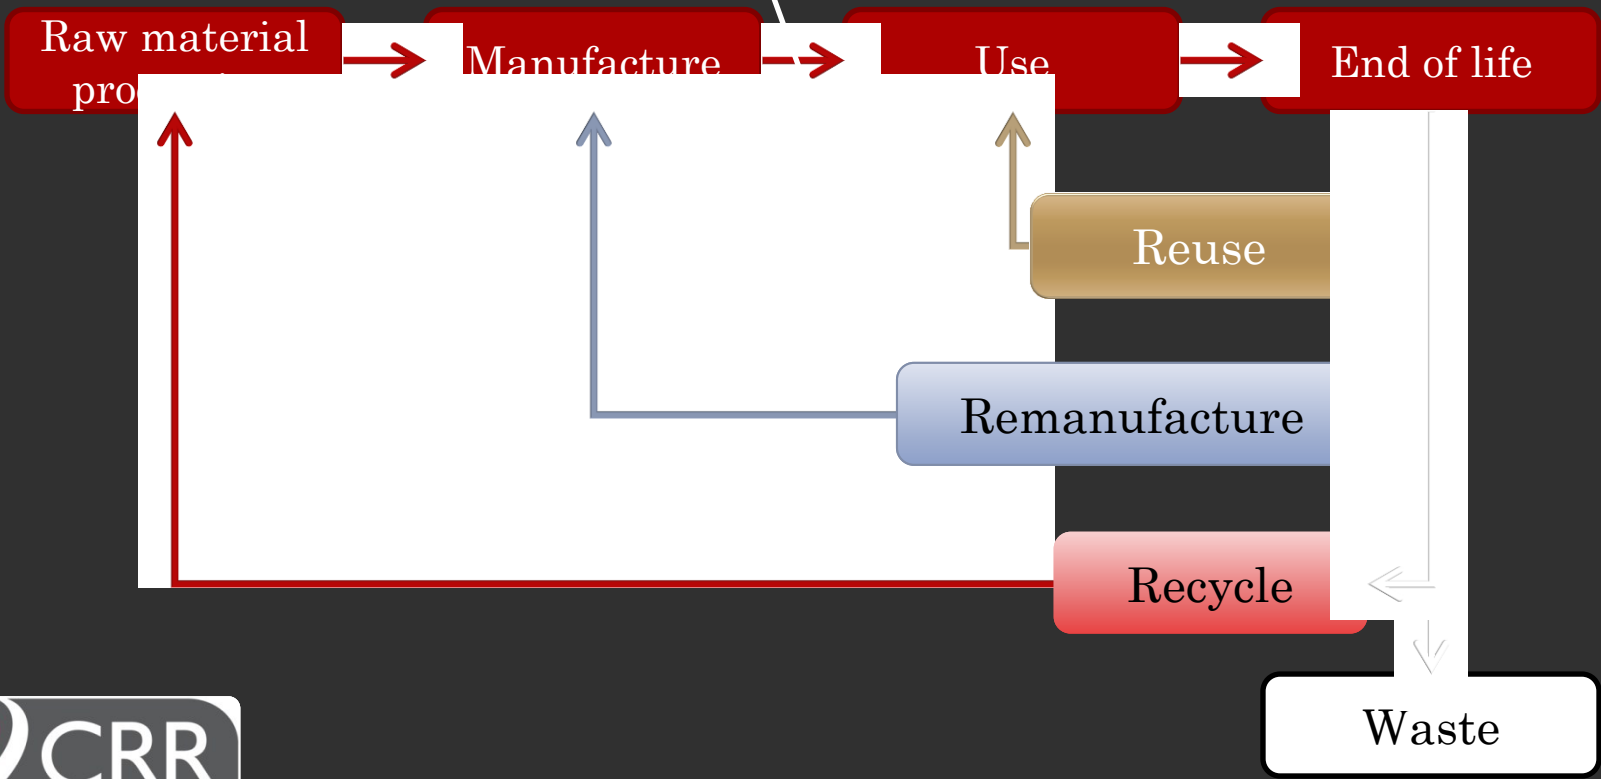 Raw material
Manufacture
Use
End of life
Reuse
Remanufacture
Recycle
Waste
CRR